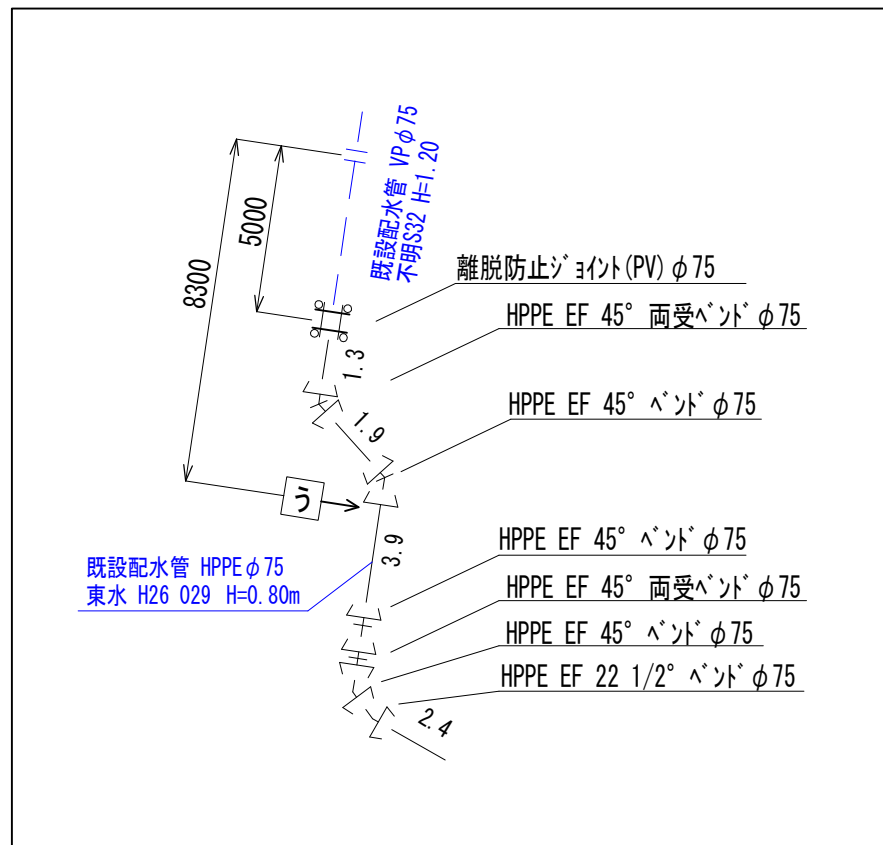 既設配水管 VPφ75
不明S32 H=1.20
5000
8300
離脱防止ｼﾞｮｲﾝﾄ(PV)φ75
HPPE EF 45° 両受ﾍﾞﾝﾄﾞφ75
1.3
HPPE EF 45° ﾍﾞﾝﾄﾞφ75
1.9
う
3.9
HPPE EF 45° ﾍﾞﾝﾄﾞφ75
既設配水管 HPPEφ75
東水 H26 029 H=0.80m
HPPE EF 45° 両受ﾍﾞﾝﾄﾞφ75
HPPE EF 45° ﾍﾞﾝﾄﾞφ75
HPPE EF 22 1/2° ﾍﾞﾝﾄﾞφ75
2.4